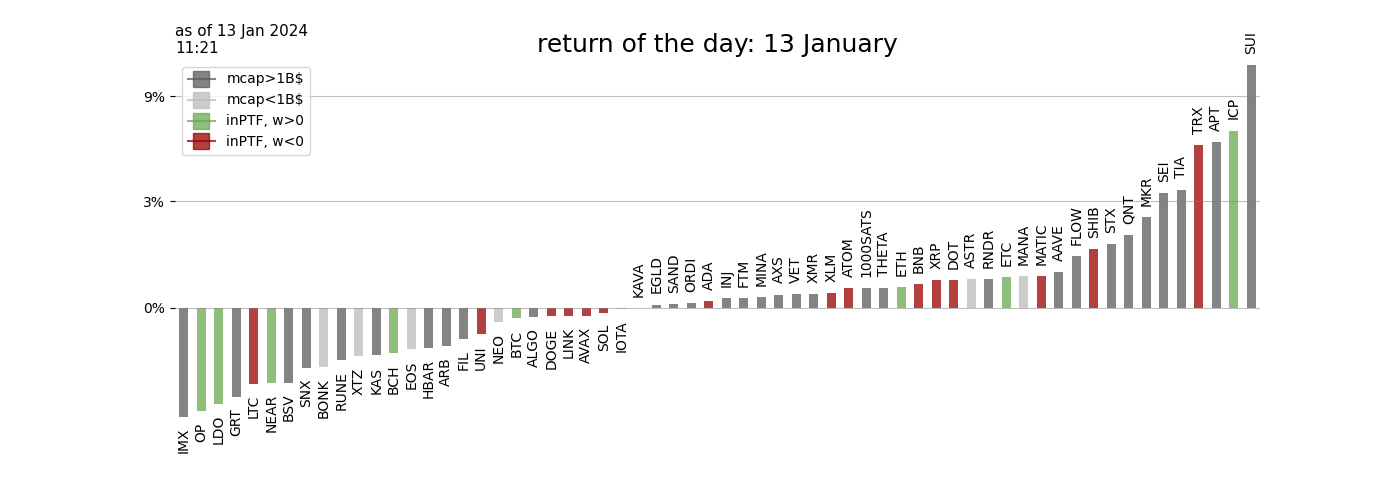 as of 13 Jan 2024
11:21
return of the day: 13 January
mcap>1B$
mcap<1B$
inPTF, w>0
inPTF, w<0
9%
3%
0%
IMX
OP
LDO
GRT
LTC
NEAR
BSV
SNX
BONK
RUNE
XTZ
KAS
BCH
EOS
HBAR
ARB
FIL
UNI
NEO
BTC
ALGO
DOGE
LINK
AVAX
SOL
IOTA
KAVA
EGLD
SAND
ORDI
ADA
INJ
FTM
MINA
AXS
VET
XMR
XLM
ATOM
1000SATS
THETA
ETH
BNB
XRP
DOT
ASTR
RNDR
ETC
MANA
MATIC
AAVE
FLOW
SHIB
STX
QNT
MKR
SEI
TIA
TRX
APT
ICP
SUI